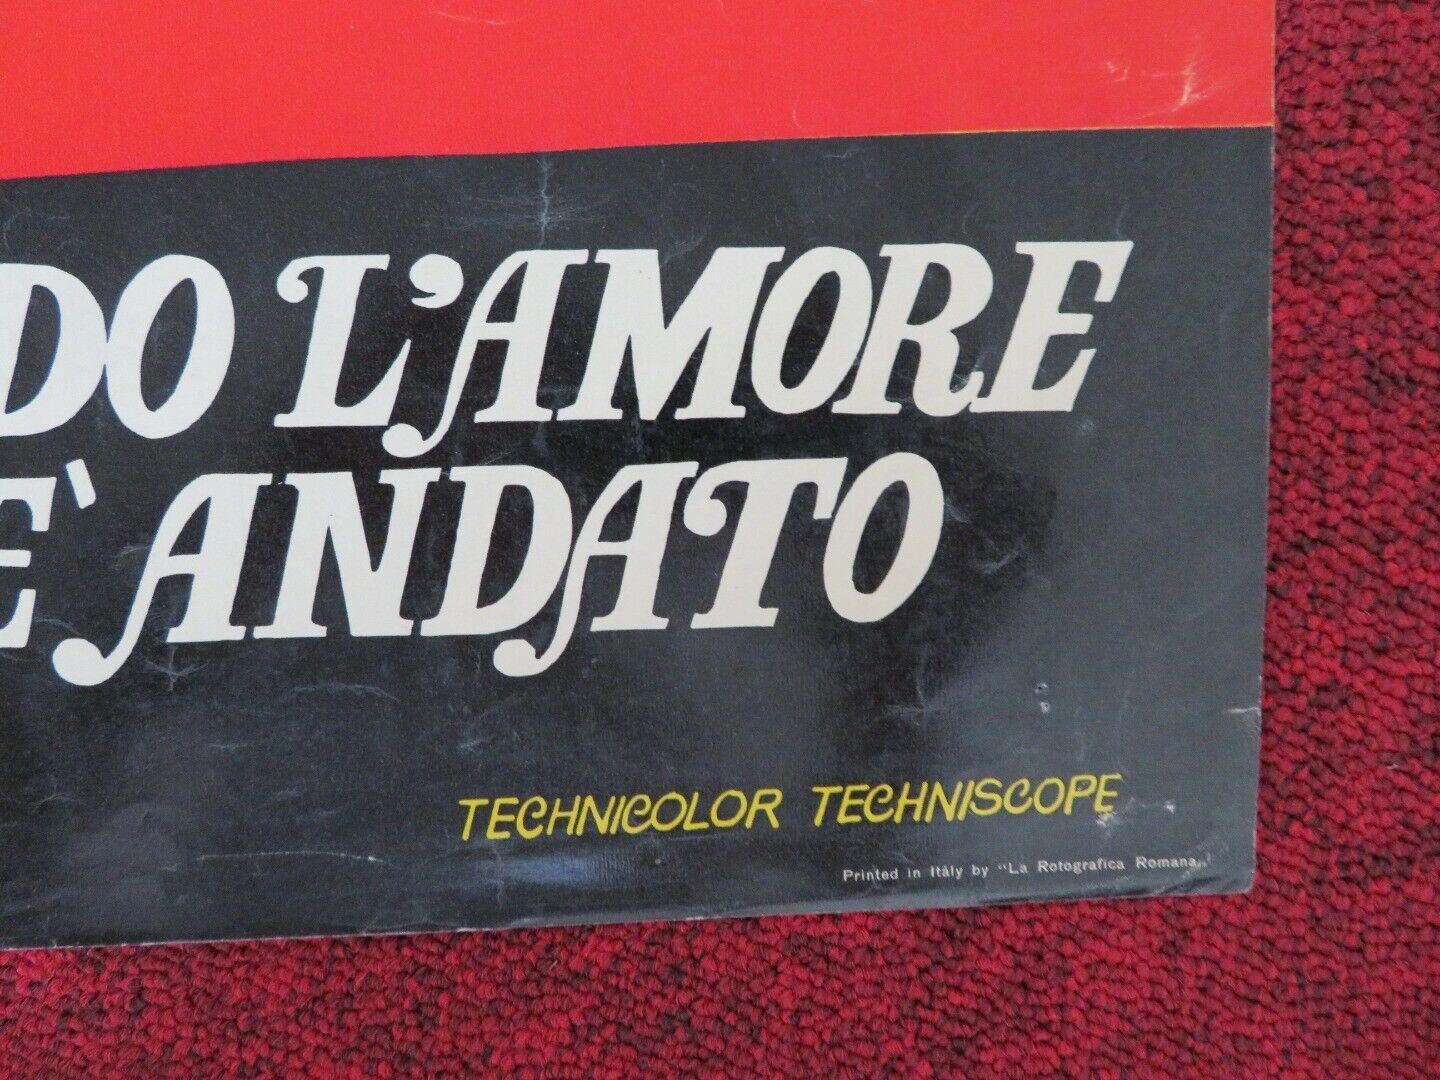 DO L'AMORE
E` ANDATO
TECHNICOLOR TECHNISCOPE
Printed in Italy by "La Rotografica Romana"